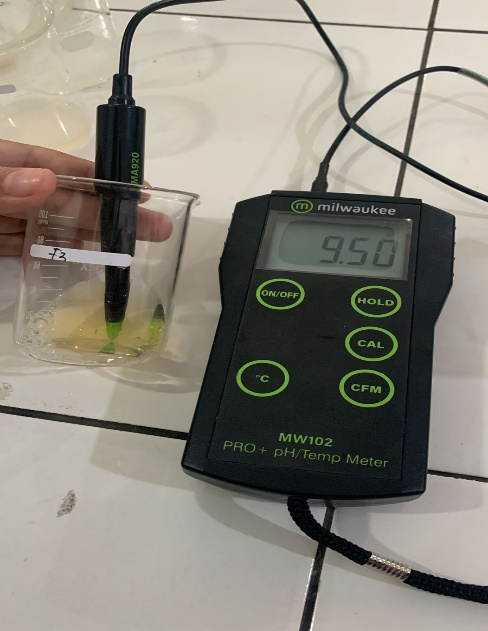 MA920
milwaukee
9.50
ON/OFF
HOLD
CAL
°C
CFM
MW102
PRO+ pH/Temp Meter
F3